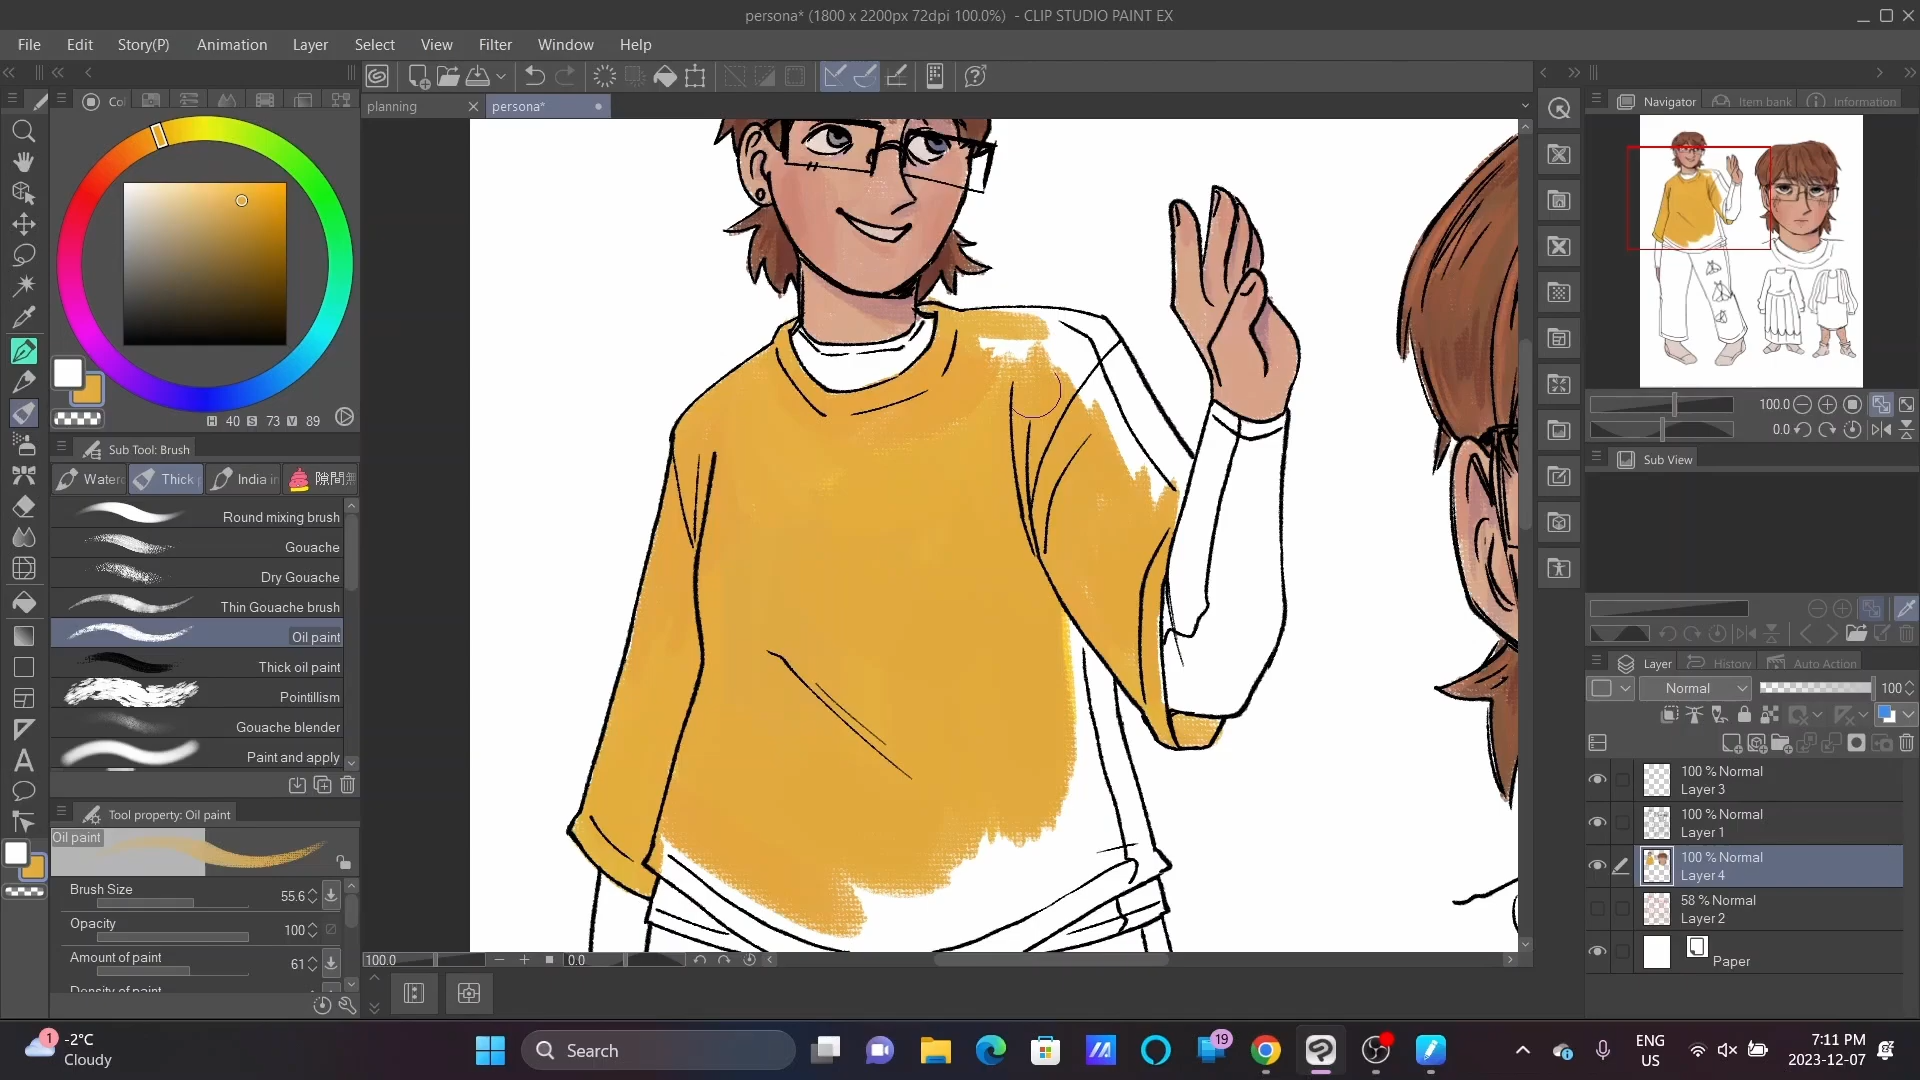 persona* (1800 x 2200px 72dpi 100.0%) - CLIP STUDIO PAINT EX
File Edit Story(P) Animation Layer Select View Filter Window Help
Co
planning
persona*
Navigator
Item bank
Information
H 40 S 73 V 89
100.0
0.0
Sub Tool: Brush
Sub View
Thick
Round mixing brush
Gouache
Dry Gouache
Thin Gouache brush
Oil paint
Thick oil paint
Pointillism
Gouache blender
Paint and apply
Tool property: Oil paint
Oil paint
Brush Size 55.6
Opacity 100
Amount of paint 61
Layer
History
Auto Action
Normal
100
100 % Normal
Layer 3
100 % Normal
Layer 1
100 % Normal
Layer 4
58 % Normal
Layer 2
Paper
100.0
0.0
1
-2°C
Cloudy
Search
19
ENG
US
7:11 PM
2023-12-07